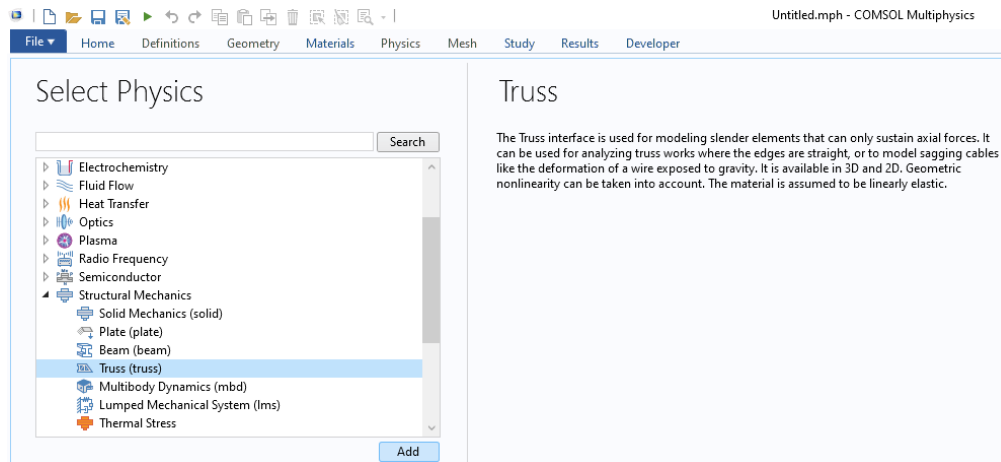 Untitled.mph - COMSOL Multiphysics
File Home Definitions Geometry Materials Physics Mesh Study Results Developer
Select Physics
Search
Electrochemistry
Fluid Flow
Heat Transfer
Optics
Plasma
Radio Frequency
Semiconductor
Structural Mechanics
Solid Mechanics (solid)
Plate (plate)
Beam (beam)
Truss (truss)
Multibody Dynamics (mbd)
Lumped Mechanical System (lms)
Thermal Stress
Add
Truss
The Truss interface is used for modeling slender elements that can only sustain axial forces. It
can be used for analyzing truss works where the edges are straight, or to model sagging cables
like the deformation of a wire exposed to gravity. It is available in 3D and 2D. Geometric
nonlinearity can be taken into account. The material is assumed to be linearly elastic.